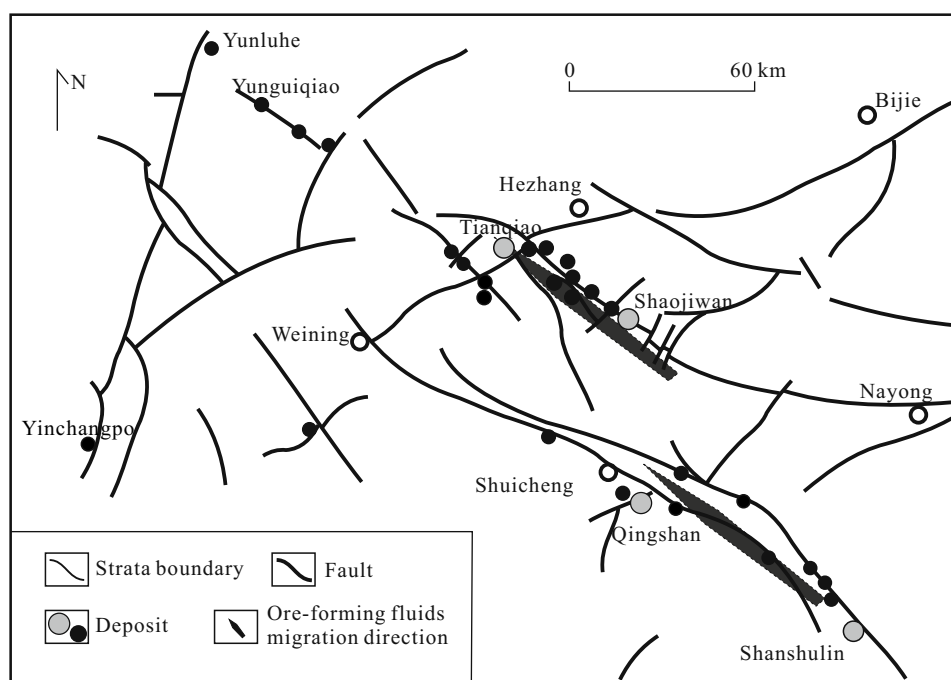 Yunluhe
N
Yunguiqiao
0
60 km
Bijie
Hezhang
Tianqiao
Shaojiwan
Weining
Nayong
Yinchangpo
Shuicheng
Qingshan
Shanshulin
Strata boundary
Fault
Deposit
Ore-forming fluids
migration direction